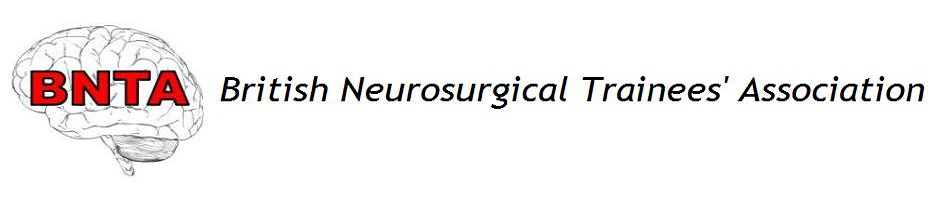 BNTA
British Neurosurgical Trainees' Association